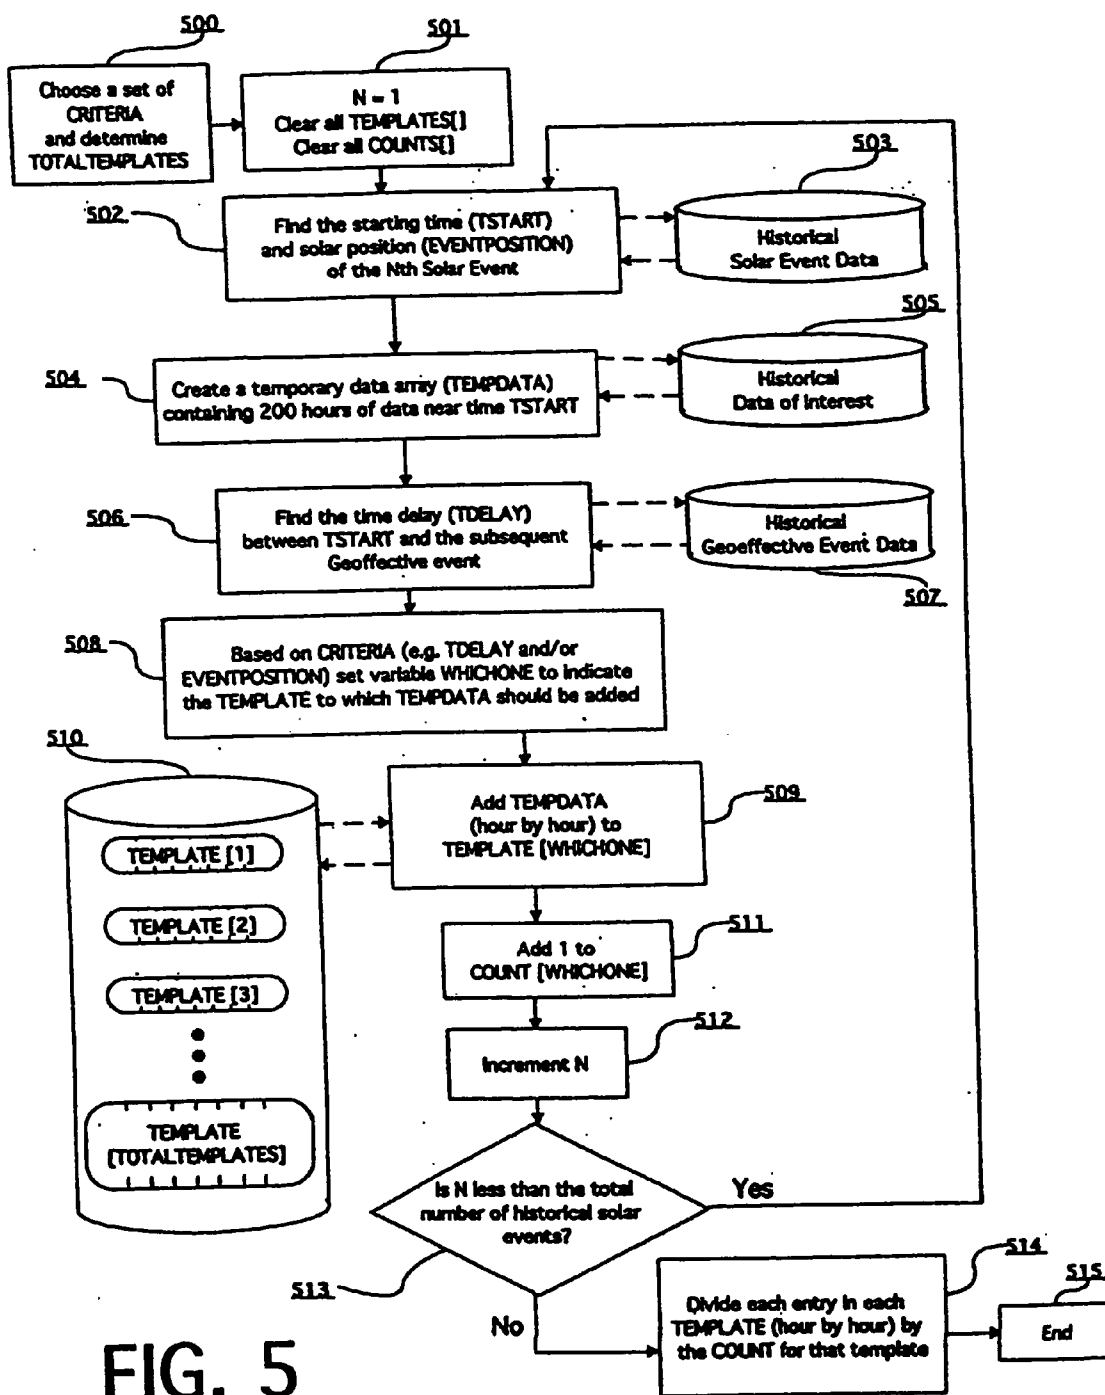 500
Choose a set of
CRITERIA
and determine
TOTALTEMPLATES
501
N = 1
Clear all TEMPLATES[]
Clear all COUNTS[]
502
Find the starting time (TSTART)
and solar position (EVENTPOSITION)
of the Nth Solar Event
503
Historical
Solar Event Data
504
Create a temporary data array (TEMPDATA)
containing 200 hours of data near time TSTART
505
Historical
Data of Interest
506
Find the time delay (TDELAY)
between TSTART and the subsequent
Geoffective event
Historical
Geoeffective Event Data
507
508
Based on CRITERIA (e.g. TDELAY and/or
EVENTPOSITION) set variable WHICHONE to indicate
the TEMPLATE to which TEMPDATA should be added
510
TEMPLATE [1]
TEMPLATE [2]
TEMPLATE [3]
TEMPLATE
[TOTALTEMPLATES]
509
Add TEMPDATA
(hour by hour) to
TEMPLATE [WHICHONE]
511
Add 1 to
COUNT [WHICHONE]
512
Increment N
Is N less than the total
number of historical solar
events?
Yes
513
No
514
Divide each entry in each
TEMPLATE (hour by hour) by
the COUNT for that template
515
End
FIG. 5